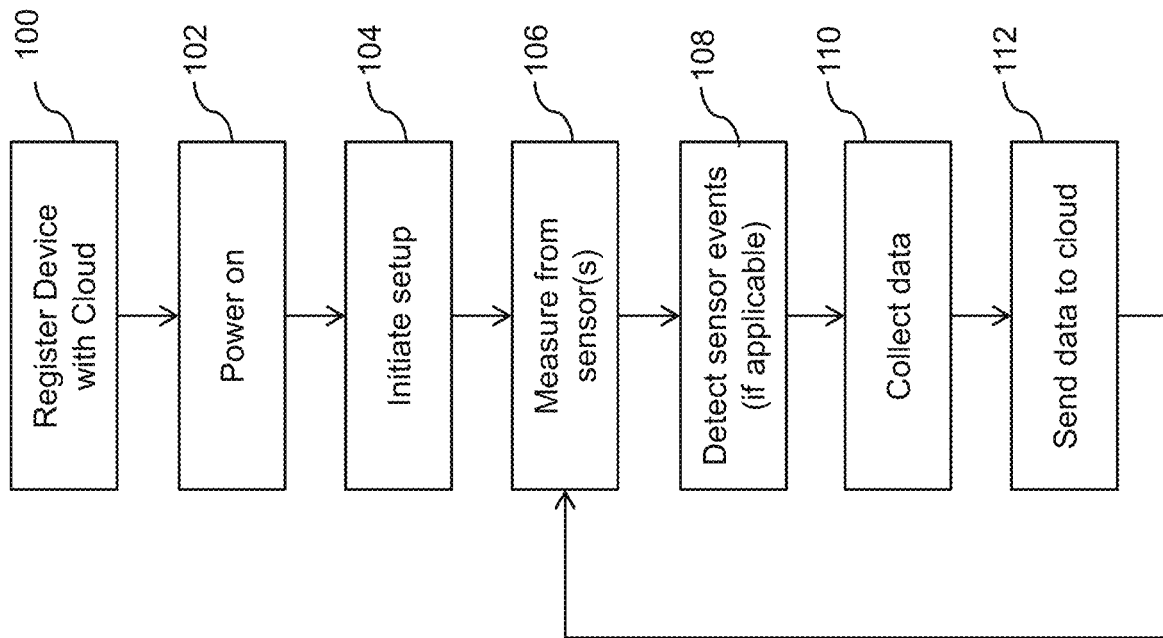 Register Device
with Cloud
100
Power on
102
Initiate setup
104
Measure from
sensor(s)
106
Detect sensor events
(if applicable)
108
Collect data
110
Send data to cloud
112